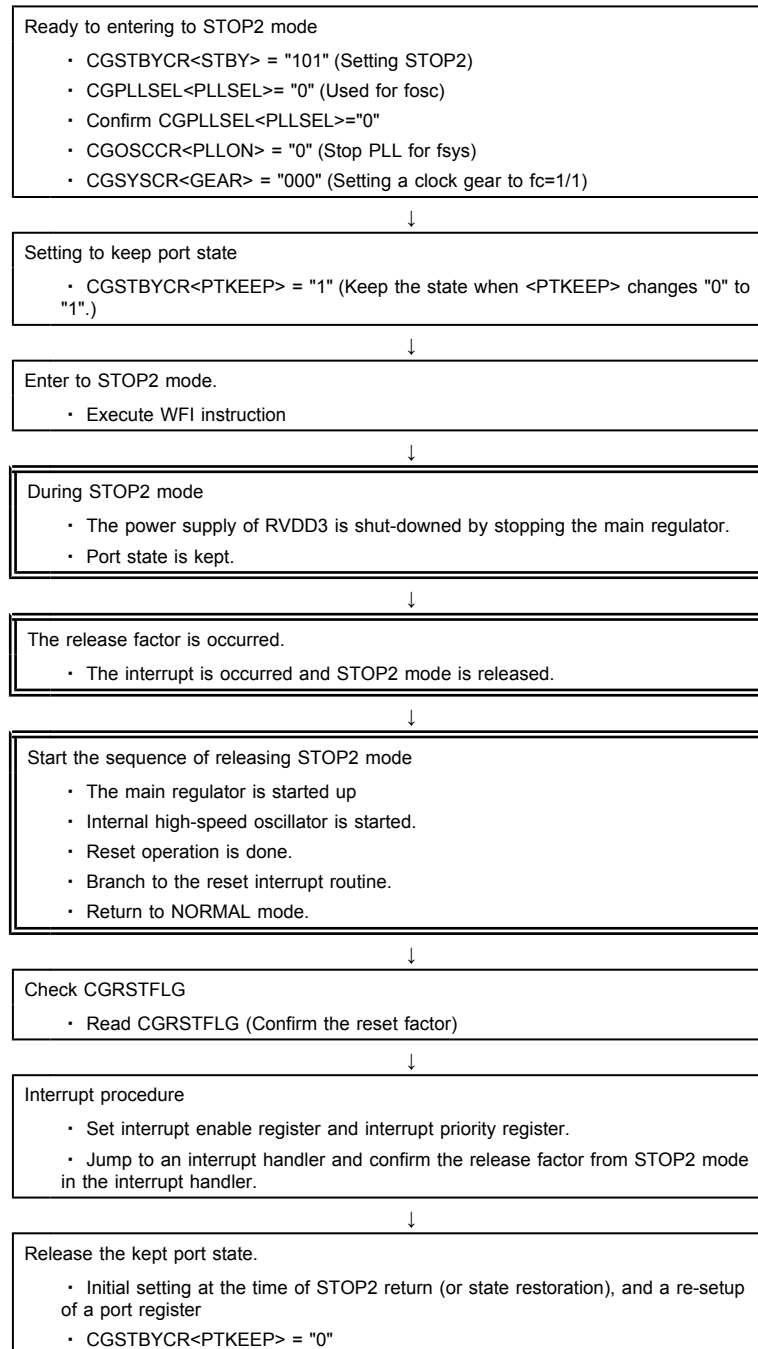 Ready to entering to STOP2 mode
・ CGSTBYCR<STBY> = "101" (Setting STOP2)
・ CGPLLSEL<PLLSEL>= "0" (Used for fosc)
・ Confirm CGPLLSEL<PLLSEL>="0"
・ CGOSCCR<PLLON> = "0" (Stop PLL for fsys)
・ CGSYSCR<GEAR> = "000" (Setting a clock gear to fc=1/1)
↓
Setting to keep port state
・ CGSTBYCR<PTKEEP> = "1" (Keep the state when <PTKEEP> changes "0" to
"1".)
↓
Enter to STOP2 mode.
・ Execute WFI instruction
↓
During STOP2 mode
・ The power supply of RVDD3 is shut-downed by stopping the main regulator.
・ Port state is kept.
↓
The release factor is occurred.
・ The interrupt is occurred and STOP2 mode is released.
↓
Start the sequence of releasing STOP2 mode
・ The main regulator is started up
・ Internal high-speed oscillator is started.
・ Reset operation is done.
・ Branch to the reset interrupt routine.
・ Return to NORMAL mode.
↓
Check CGRSTFLG
・ Read CGRSTFLG (Confirm the reset factor)
↓
Interrupt procedure
・ Set interrupt enable register and interrupt priority register.
・ Jump to an interrupt handler and confirm the release factor from STOP2 mode
in the interrupt handler.
↓
Release the kept port state.
・ Initial setting at the time of STOP2 return (or state restoration), and a re-setup
of a port register
・ CGSTBYCR<PTKEEP> = "0"